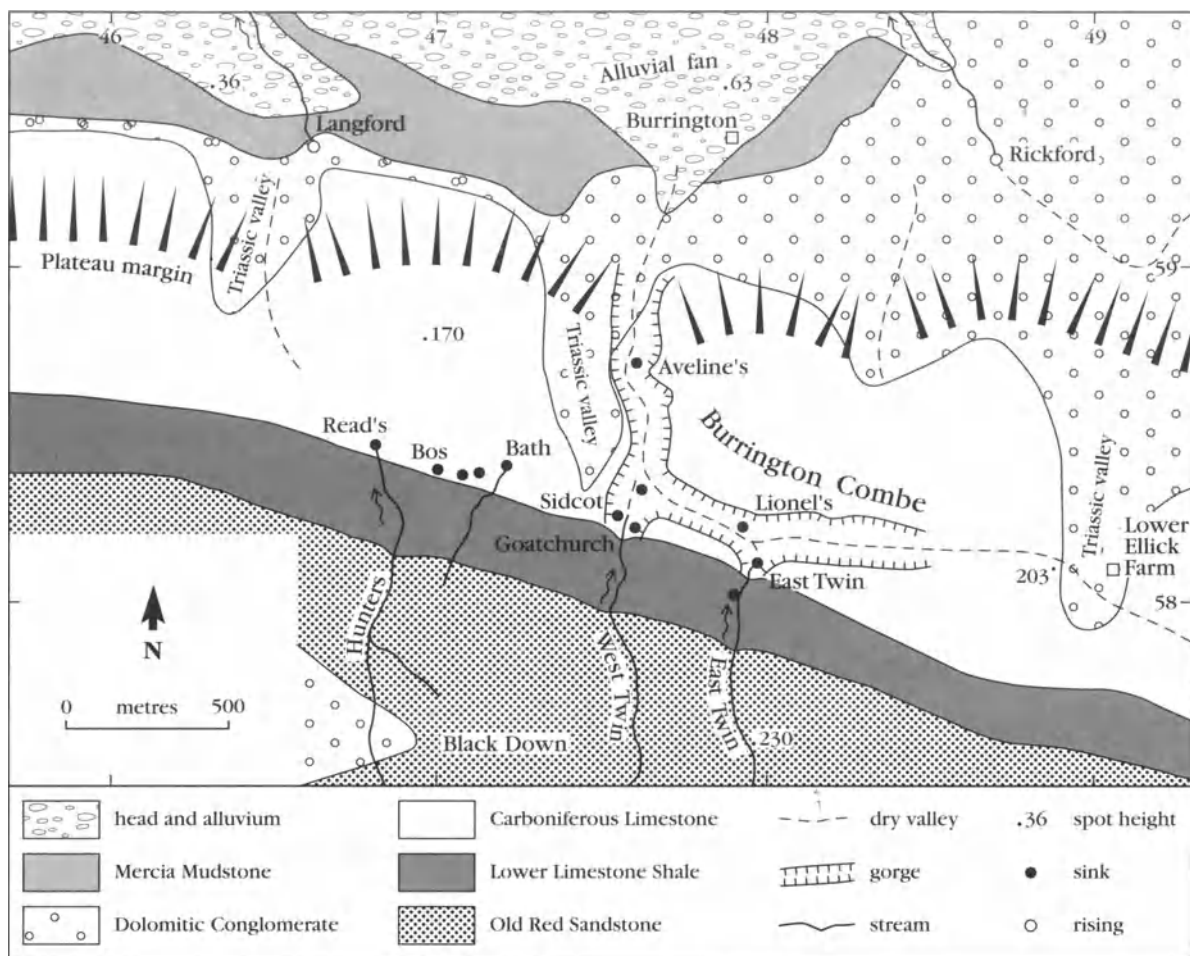 46
47
48
49
.36
Alluvial fan
.63
Burrington
Langford
Rickford
Triassic valley
Plateau margin
59
.170
Triassic valley
Aveline's
Read's
Bos
Bath
Burrington Combe
Sidcot
Lionel's
Goatchurch
Triassic valley
Lower
Ellick
Farm
East Twin
203.
58
N
Hunters
West Twin
East Twin
0 metres 500
Black Down
.230
head and alluvium
Carboniferous Limestone
dry valley
.36 spot height
Mercia Mudstone
Lower Limestone Shale
gorge
sink
Dolomitic Conglomerate
Old Red Sandstone
stream
rising